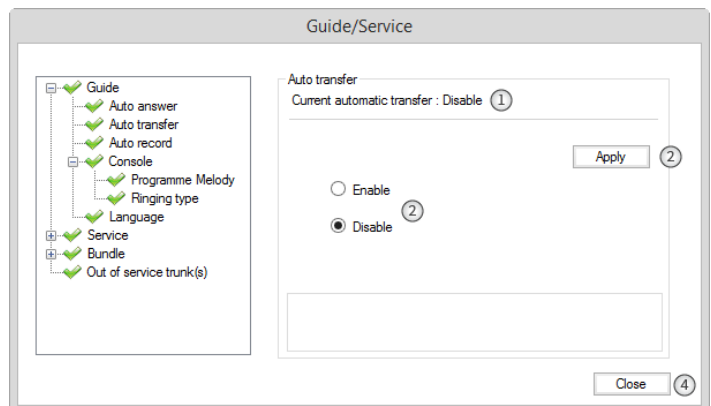 Guide/Service
Guide
Auto answer
Auto transfer
Auto record
Console
Programme Melody
Ringing type
Language
Service
Bundle
Out of service trunk(s)
Auto transfer
Current automatic transfer : Disable 1
Apply 2
Enable
2
Disable
Close 4